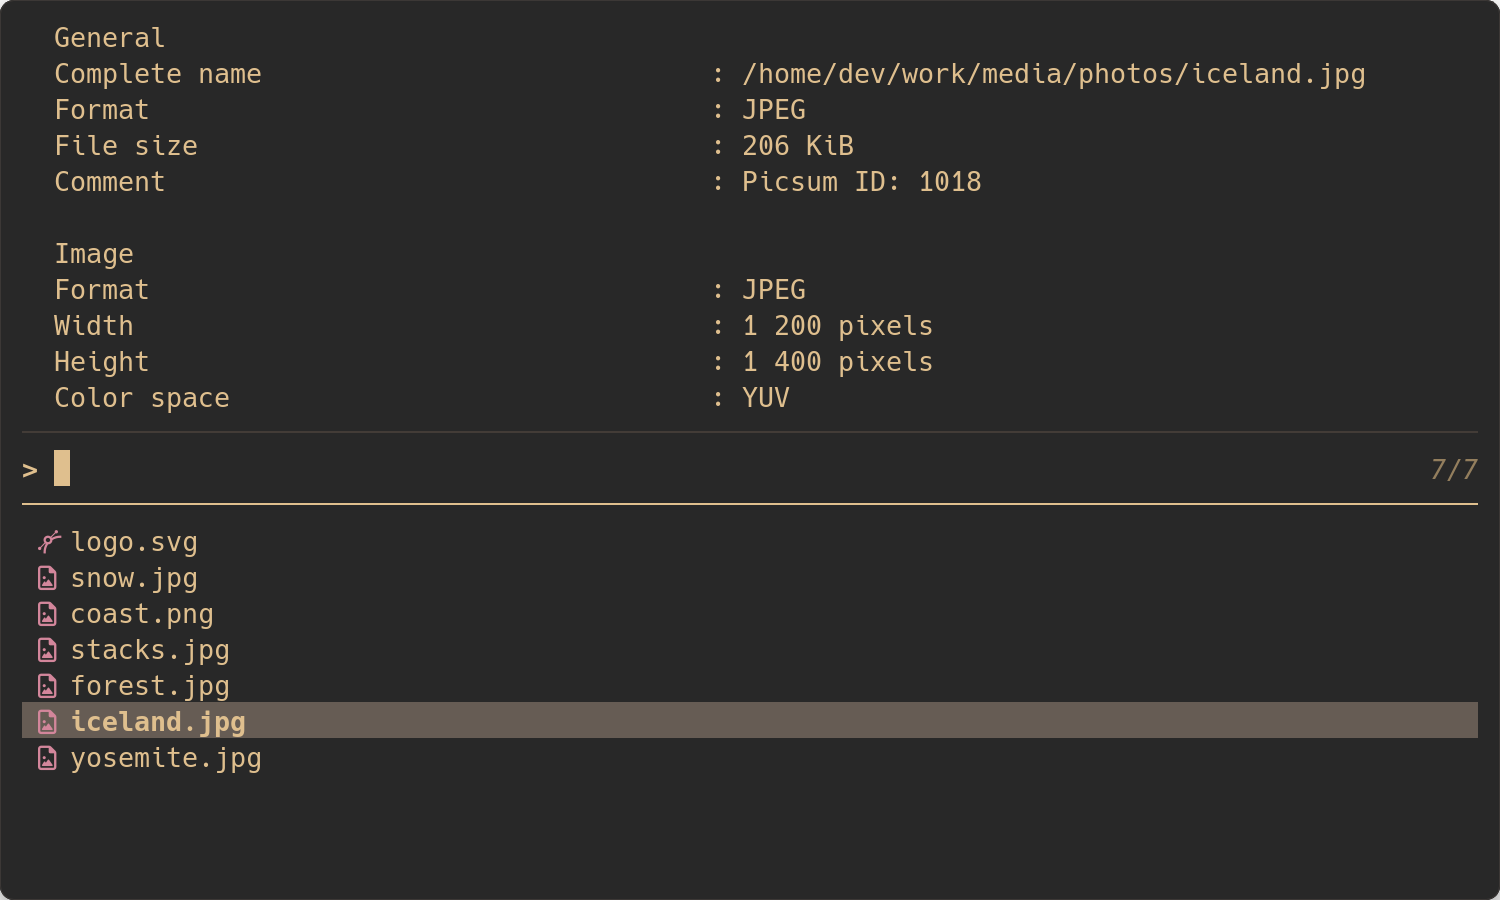 General
Complete name : /home/dev/work/media/photos/iceland.jpg
Format : JPEG
File size : 206 KiB
Comment : Picsum ID: 1018
Image
Format : JPEG
Width : 1 200 pixels
Height : 1 400 pixels
Color space : YUV
> 7/7
logo.svg
snow.jpg
coast.png
stacks.jpg
forest.jpg
iceland.jpg
yosemite.jpg